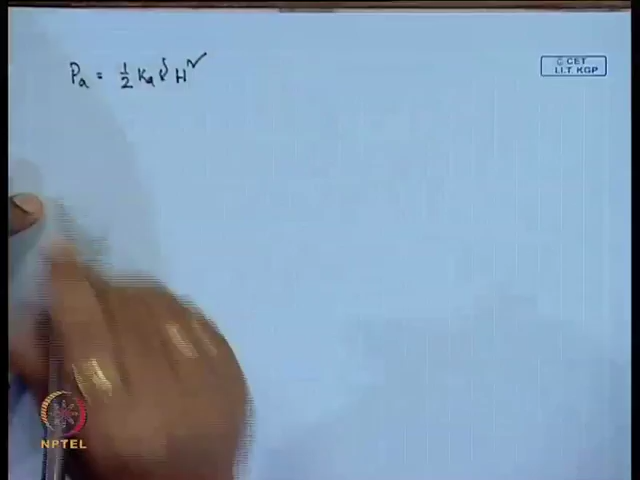 Pa = 1/2 Ka γ H²
© CET
I.I.T. KGP
NPTEL